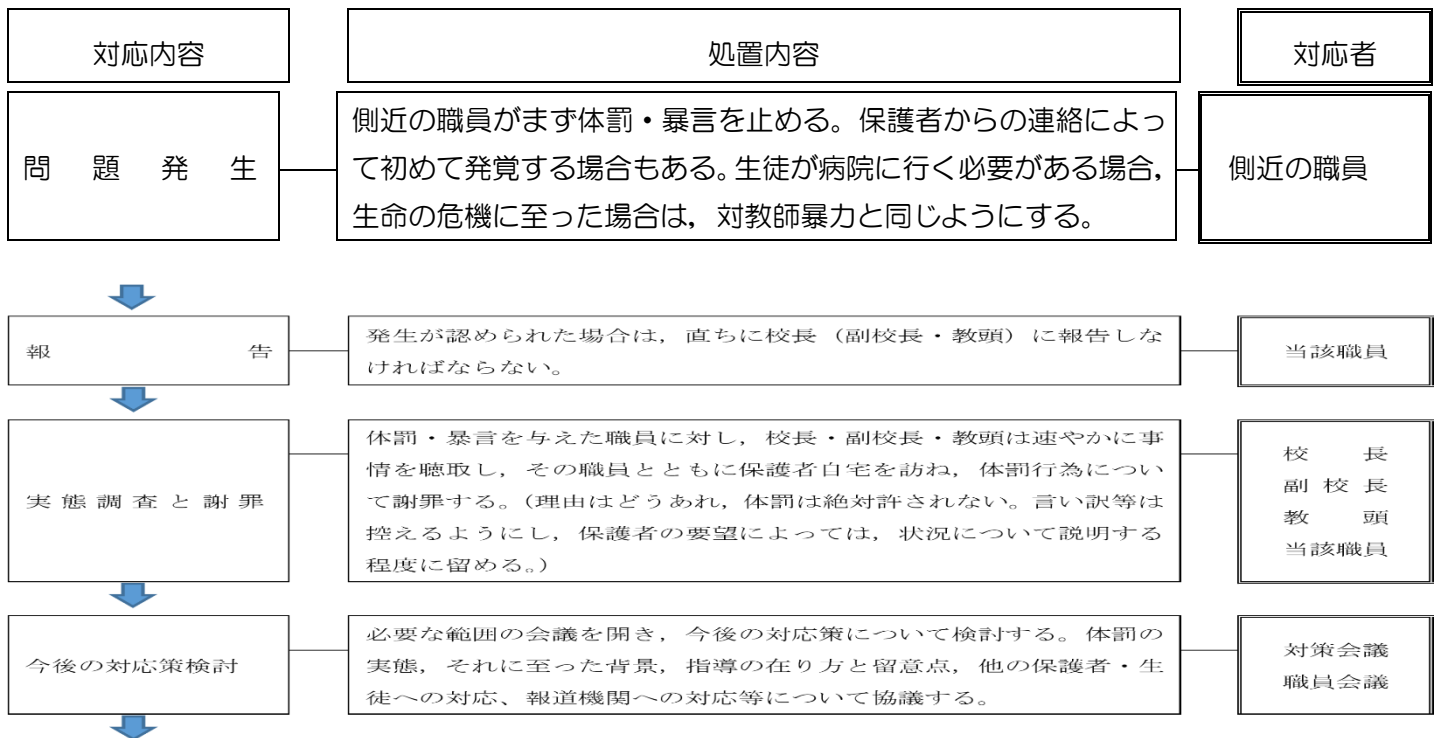 対応内容
処置内容
対応者
問題発生
側近の職員がまず体罰・暴言を止める。保護者からの連絡によっ
て初めて発覚する場合もある。生徒が病院に行く必要がある場合,
生命の危機に至った場合は,対教師暴力と同じようにする。
側近の職員
報告
発生が認められた場合は,直ちに校長(副校長・教頭)に報告しな
ければならない。
当該職員
実態調査と謝罪
体罰・暴言を与えた職員に対し,校長・副校長・教頭は速やかに事
情を聴取し,その職員とともに保護者自宅を訪ね,体罰行為につい
て謝罪する。(理由はどうあれ,体罰は絶対許されない。言い訳等は
控えるようにし,保護者の要望によっては,状況について説明する
程度に留める。)
校長
副校長
教頭
当該職員
今後の対応策検討
必要な範囲の会議を開き,今後の対応策について検討する。体罰の
実態,それに至った背景,指導の在り方と留意点,他の保護者・生
徒への対応、報道機関への対応等について協議する。
対策会議
職員会議